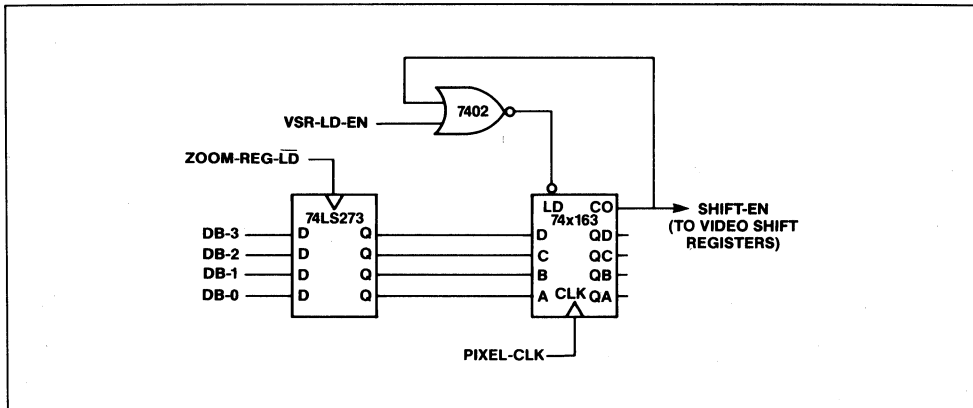 7402
VSR-LD-EN
ZOOM-REG-L̅D̅
74LS273
LD CO
74x163
SHIFT-EN
(TO VIDEO SHIFT
REGISTERS)
DB-3 D Q D QD
DB-2 D Q C QC
DB-1 D Q B QB
DB-0 D Q A CLK QA
PIXEL-CLK